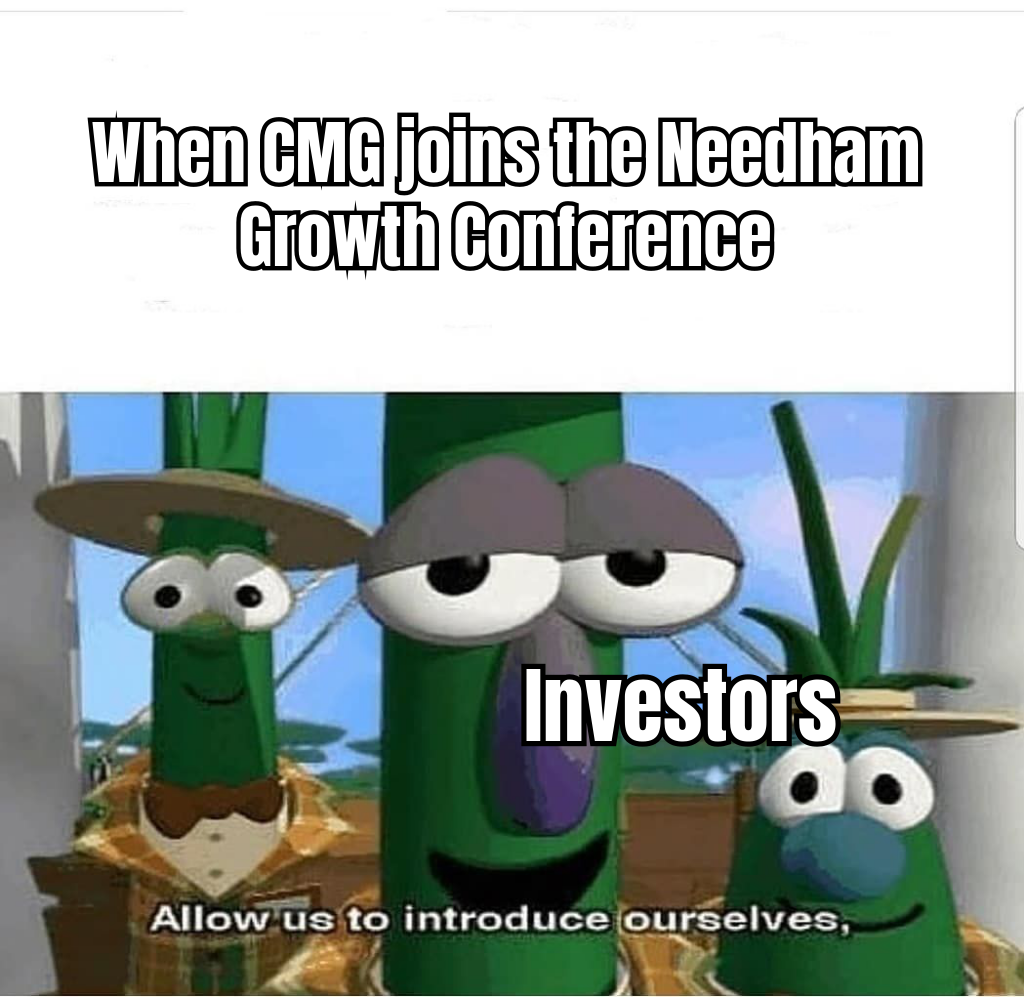 When CMG joins the Needham
Growth Conference
Investors
Allow us to introduce ourselves,